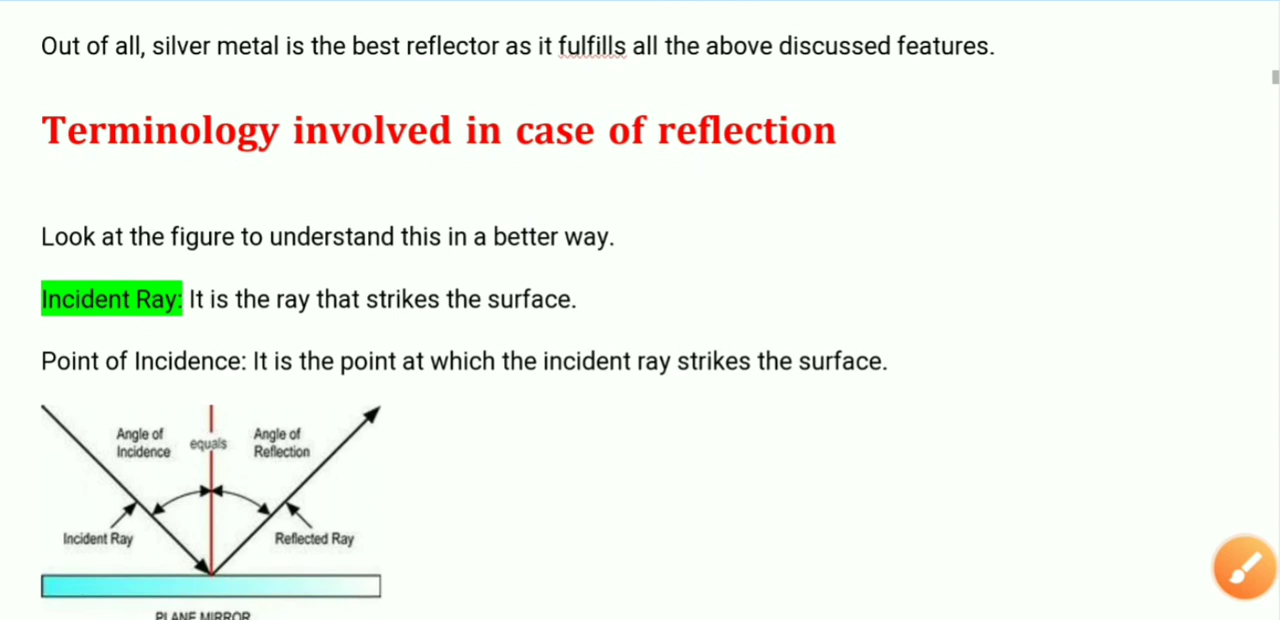 Out of all, silver metal is the best reflector as it fulfills all the above discussed features.
Terminology involved in case of reflection
Look at the figure to understand this in a better way.
Incident Ray: It is the ray that strikes the surface.
Point of Incidence: It is the point at which the incident ray strikes the surface.
Angle of
Incidence
equals
Angle of
Reflection
Incident Ray
Reflected Ray
PLANE MIRROR